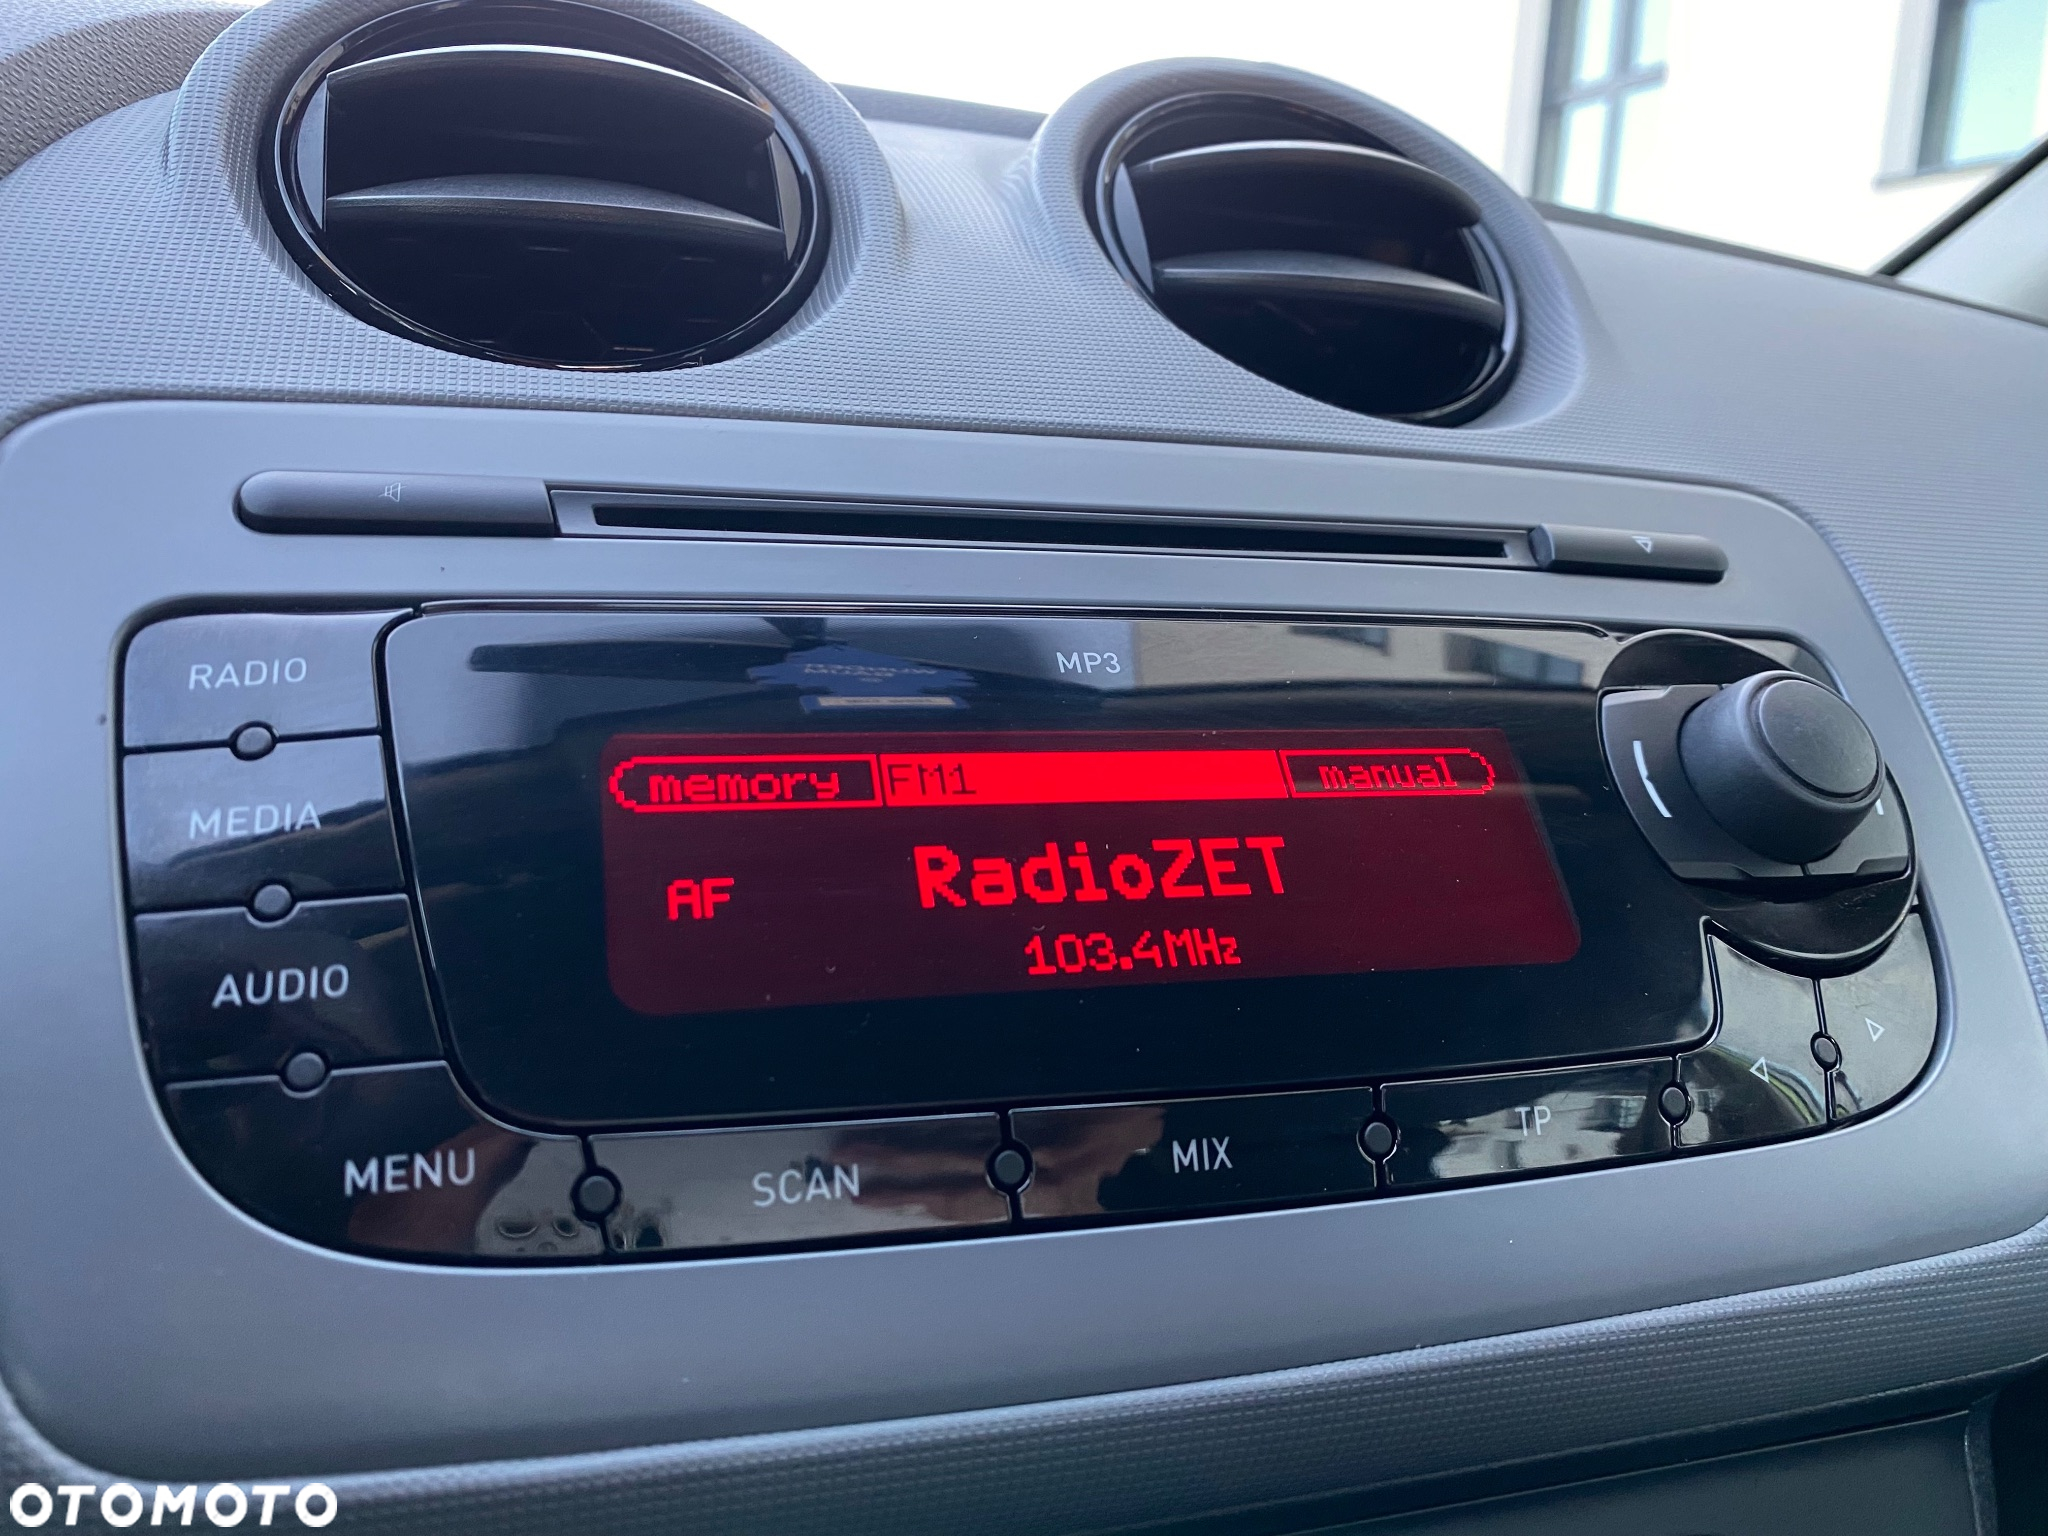 MP3
RADIO
MEDIA
AUDIO
MENU
memory FM1 manual
RadioZET
AF
103.4MHz
SCAN
MIX
TP
OTOMOTO